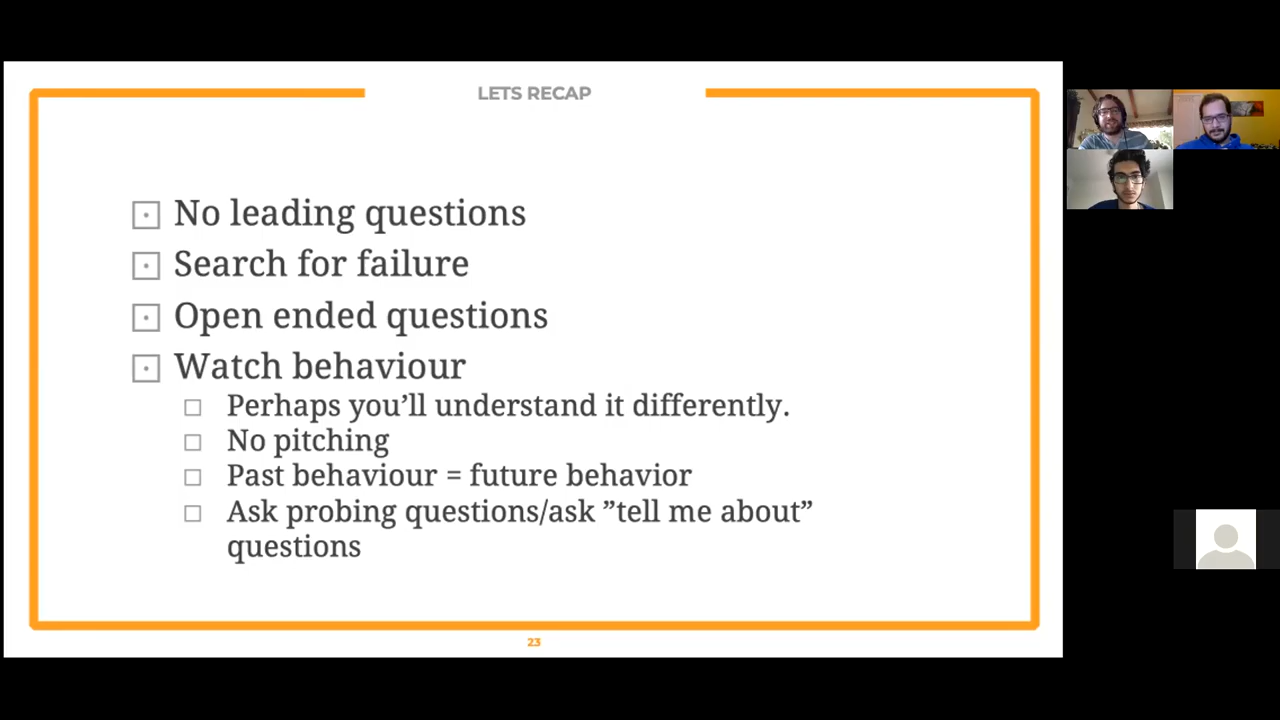 LETS RECAP
No leading questions
Search for failure
Open ended questions
Watch behaviour
Perhaps you’ll understand it differently.
No pitching
Past behaviour = future behavior
Ask probing questions/ask ”tell me about”
questions
23